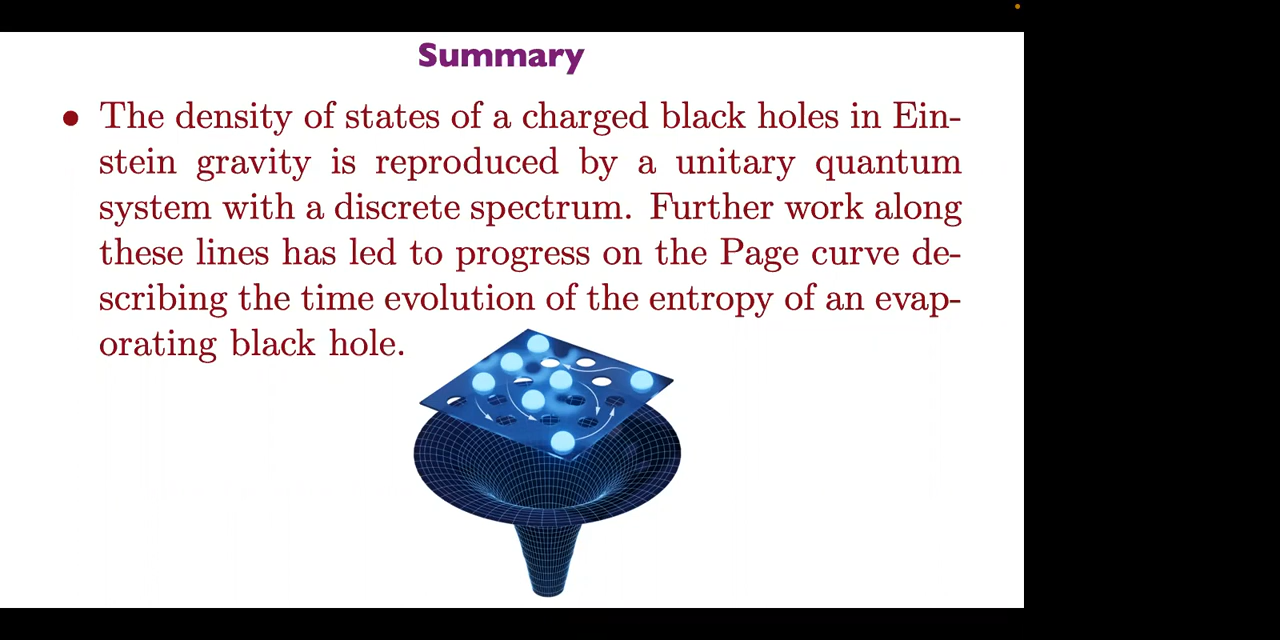 Summary
• The density of states of a charged black holes in Ein-
stein gravity is reproduced by a unitary quantum
system with a discrete spectrum. Further work along
these lines has led to progress on the Page curve de-
scribing the time evolution of the entropy of an evap-
orating black hole.